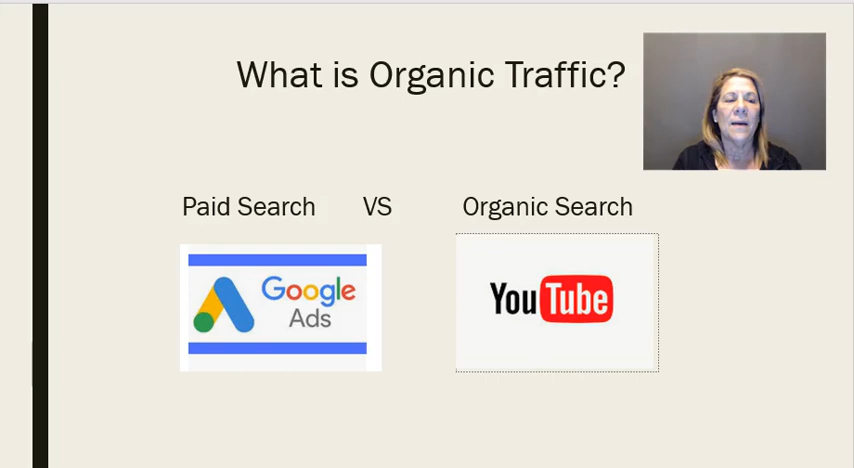 What is Organic Traffic?
Paid Search VS Organic Search
Google
Ads
YouTube